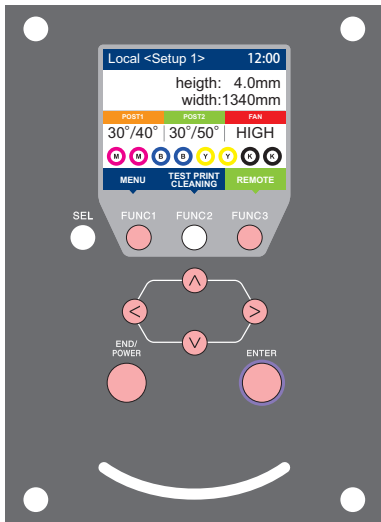 Local <Setup 1> 12:00
heigth: 4.0mm
width:1340mm
POST1 POST2 FAN
30°/40° 30°/50° HIGH
M M B B Y Y K K
MENU TEST PRINT CLEANING REMOTE
SEL FUNC1 FUNC2 FUNC3
END/
POWER
ENTER